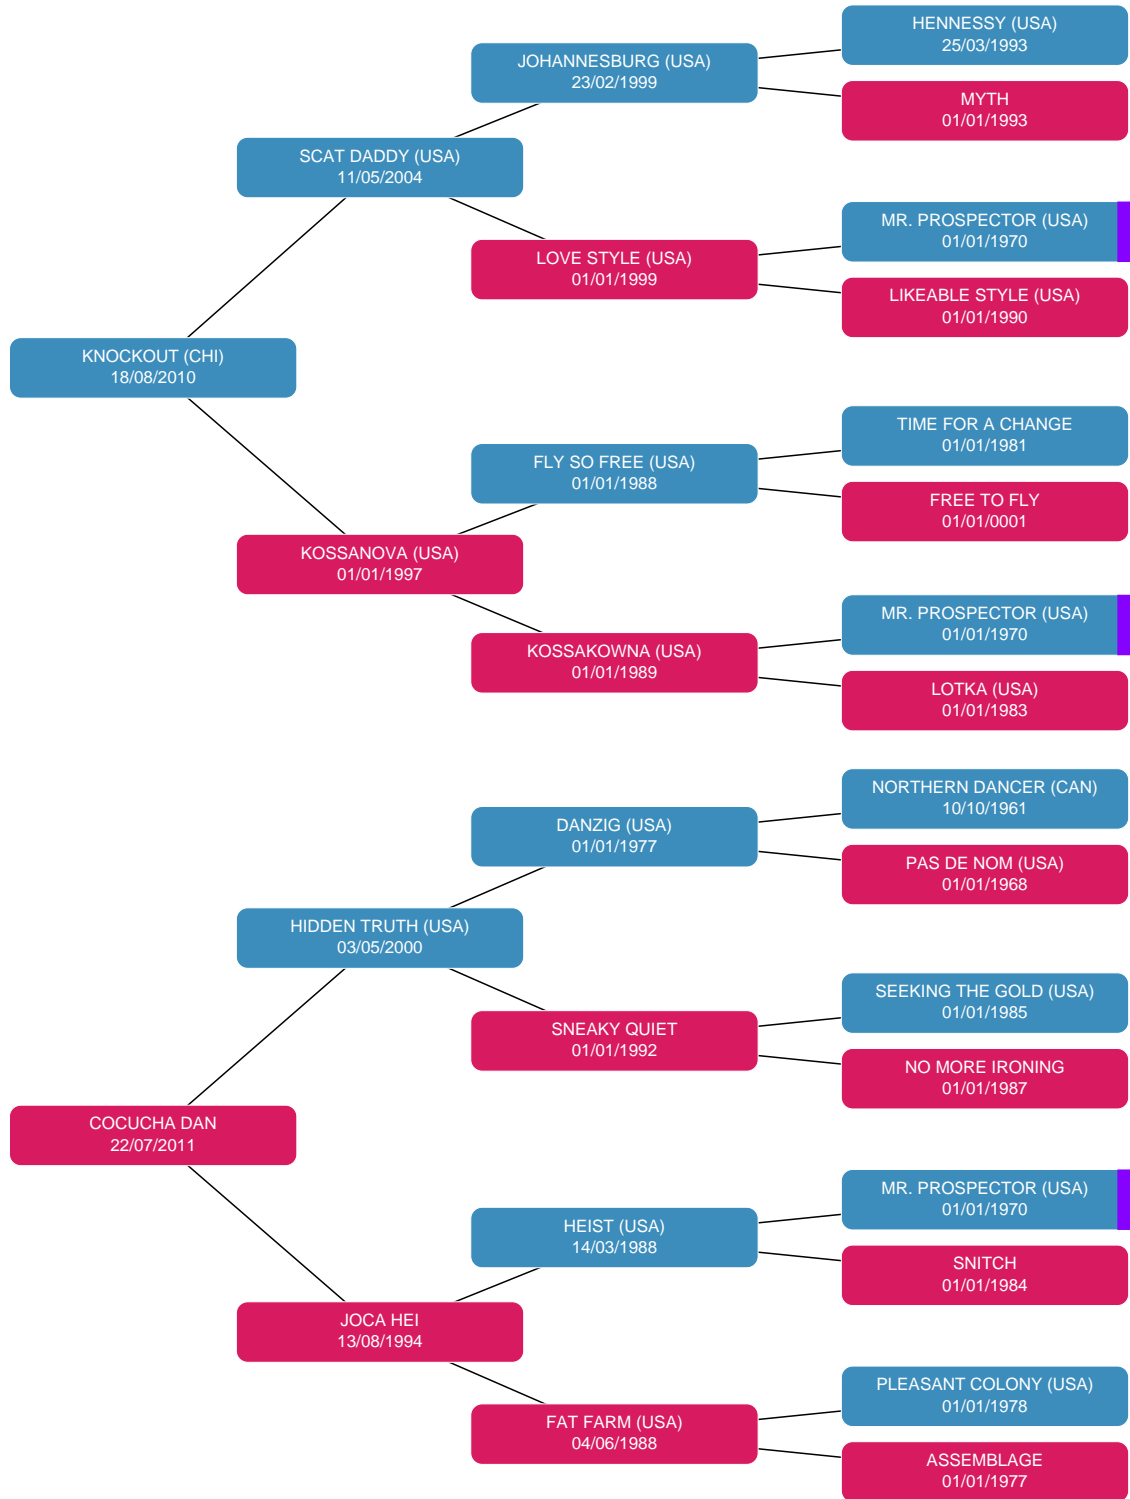 HENNESSY (USA)
25/03/1993
JOHANNESBURG (USA)
23/02/1999
MYTH
01/01/1993
SCAT DADDY (USA)
11/05/2004
MR. PROSPECTOR (USA)
01/01/1970
LOVE STYLE (USA)
01/01/1999
LIKEABLE STYLE (USA)
01/01/1990
KNOCKOUT (CHI)
18/08/2010
TIME FOR A CHANGE
01/01/1981
FLY SO FREE (USA)
01/01/1988
FREE TO FLY
01/01/0001
KOSSANOVA (USA)
01/01/1997
MR. PROSPECTOR (USA)
01/01/1970
KOSSAKOWNA (USA)
01/01/1989
LOTKA (USA)
01/01/1983
NORTHERN DANCER (CAN)
10/10/1961
DANZIG (USA)
01/01/1977
PAS DE NOM (USA)
01/01/1968
HIDDEN TRUTH (USA)
03/05/2000
SEEKING THE GOLD (USA)
01/01/1985
SNEAKY QUIET
01/01/1992
NO MORE IRONING
01/01/1987
COCUCHA DAN
22/07/2011
MR. PROSPECTOR (USA)
01/01/1970
HEIST (USA)
14/03/1988
SNITCH
01/01/1984
JOCA HEI
13/08/1994
PLEASANT COLONY (USA)
01/01/1978
FAT FARM (USA)
04/06/1988
ASSEMBLAGE
01/01/1977